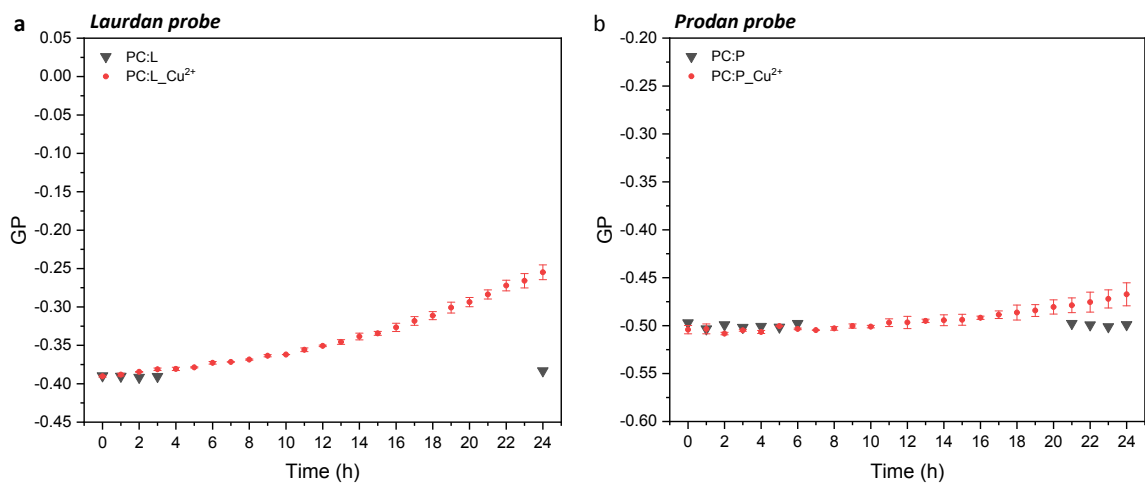 a
Laurdan probe
PC:L
PC:L_Cu²⁺
GP
0.05
0.00
-0.05
-0.10
-0.15
-0.20
-0.25
-0.30
-0.35
-0.40
-0.45
0 2 4 6 8 10 12 14 16 18 20 22 24
Time (h)
b
Prodan probe
PC:P
PC:P_Cu²⁺
GP
-0.20
-0.25
-0.30
-0.35
-0.40
-0.45
-0.50
-0.55
-0.60
0 2 4 6 8 10 12 14 16 18 20 22 24
Time (h)